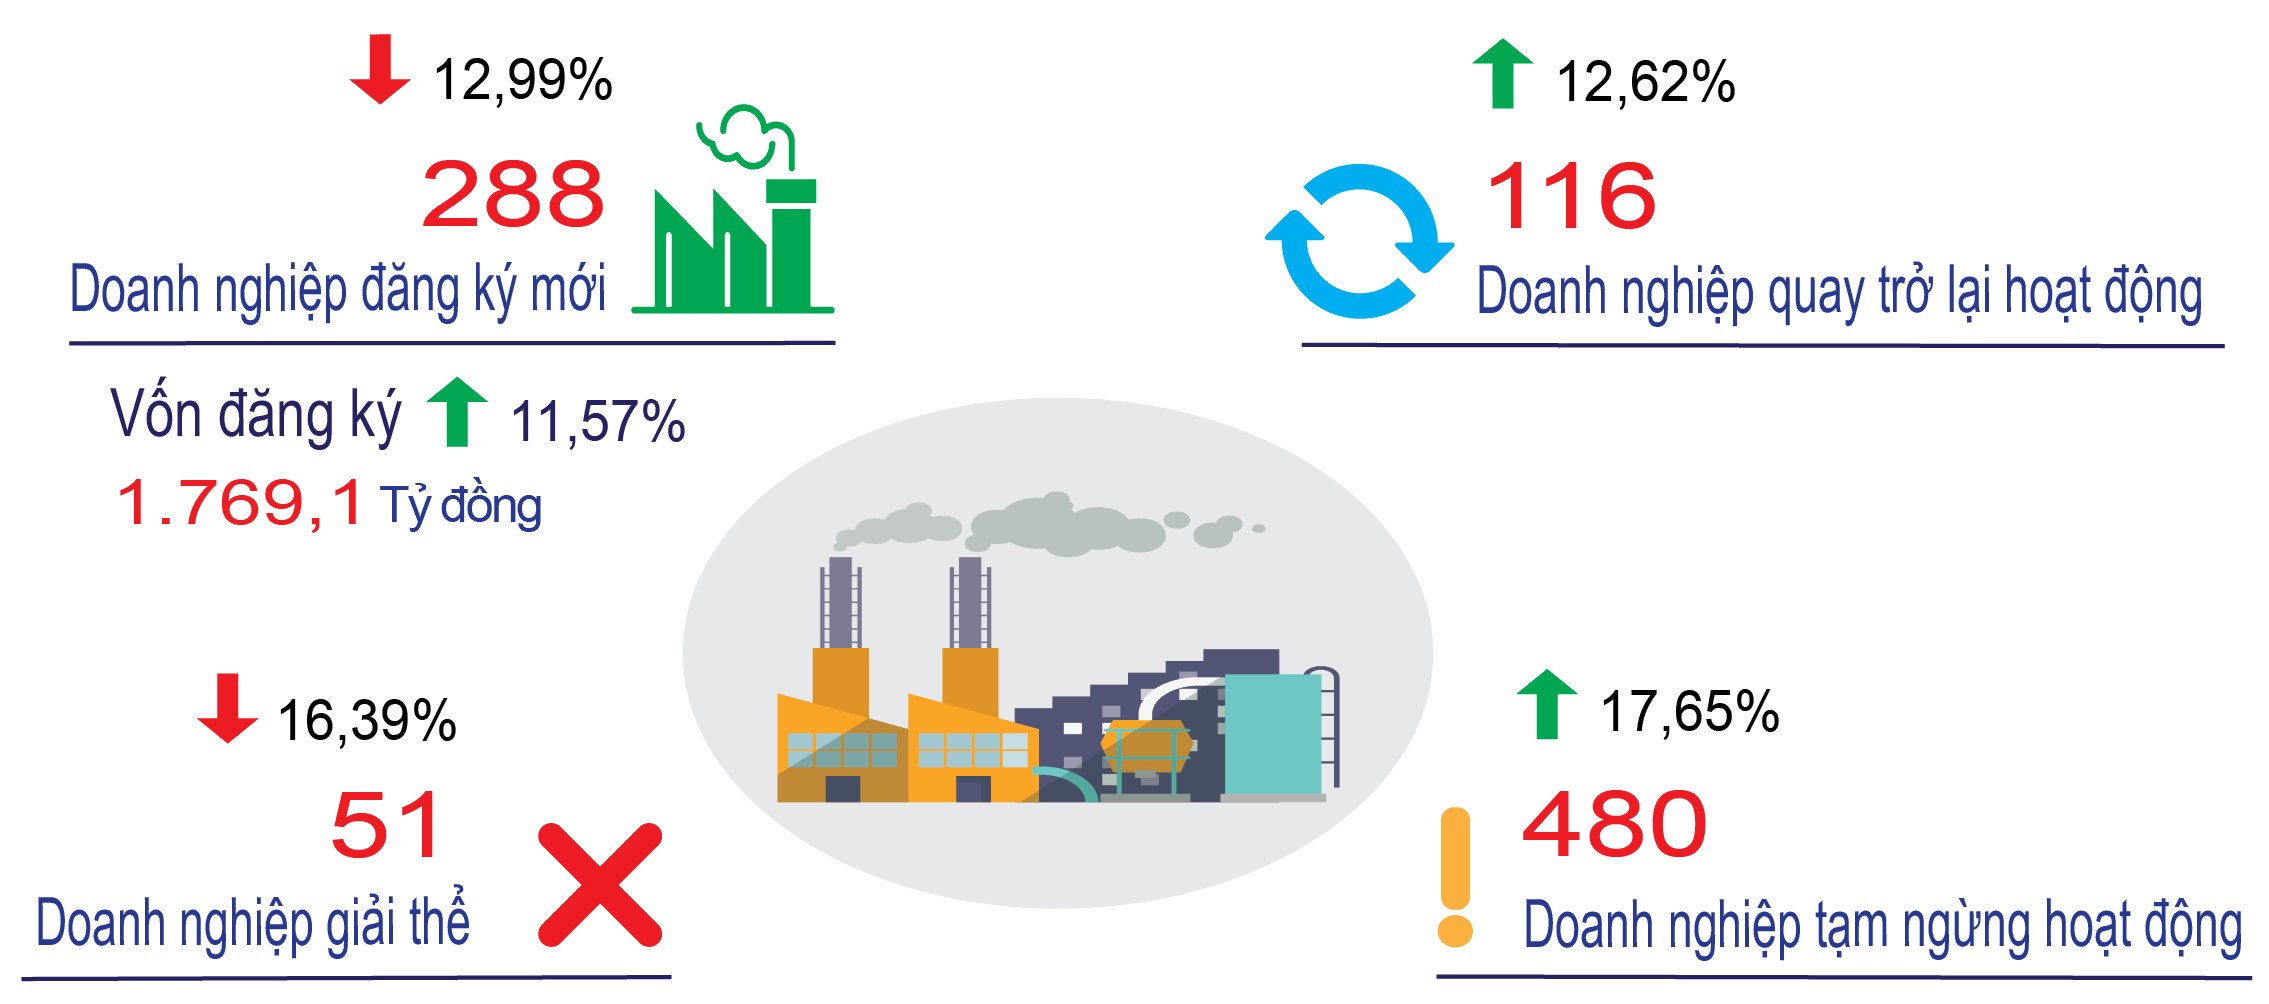 12,99%
288
Doanh nghiệp đăng ký mới
Vốn đăng ký 11,57%
1.769,1 Tỷ đồng
12,62%
116
Doanh nghiệp quay trở lại hoạt động
16,39%
51
Doanh nghiệp giải thể
17,65%
480
Doanh nghiệp tạm ngừng hoạt động